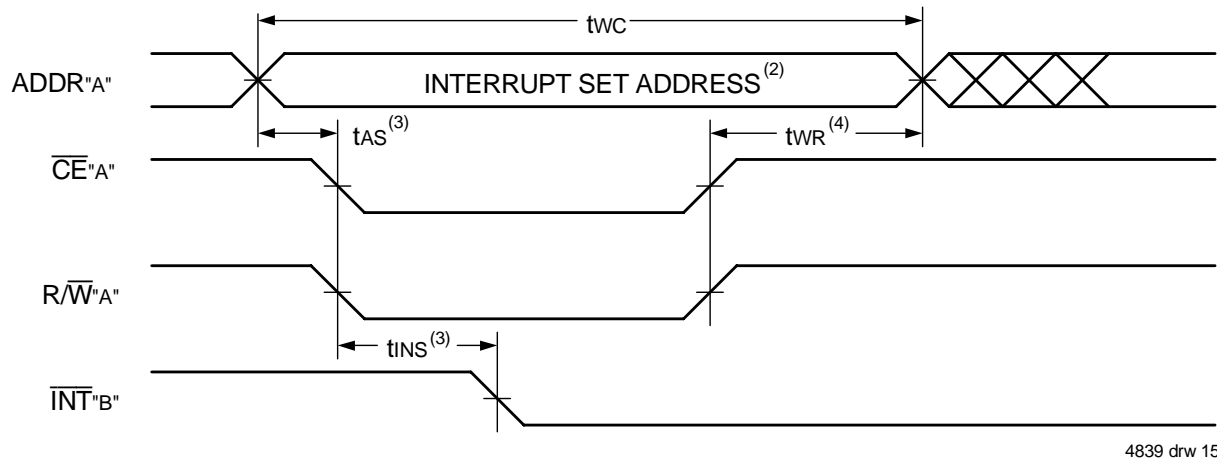 tWC
ADDR"A"
INTERRUPT SET ADDRESS(2)
tAS(3)
tWR(4)
CE"A"
R/W"A"
tINS(3)
INT"B"
4839 drw 15